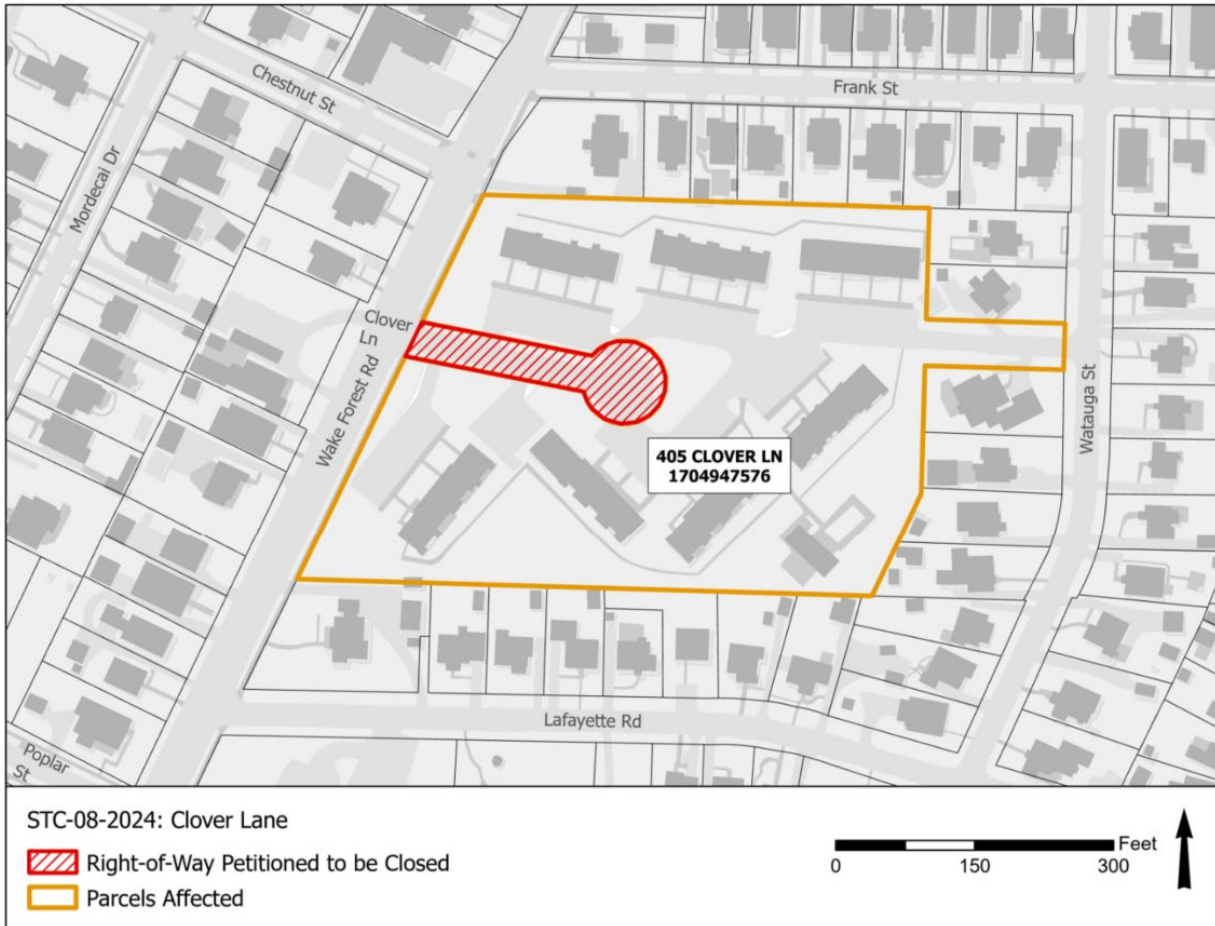 Chestnut St
Frank St
Mordecai Dr
Clover
Ln
Wake Forest Rd
Watauga St
405 CLOVER LN
1704947576
Lafayette Rd
Poplar
St
STC-08-2024: Clover Lane
Right-of-Way Petitioned to be Closed
Parcels Affected
Feet
0 150 300